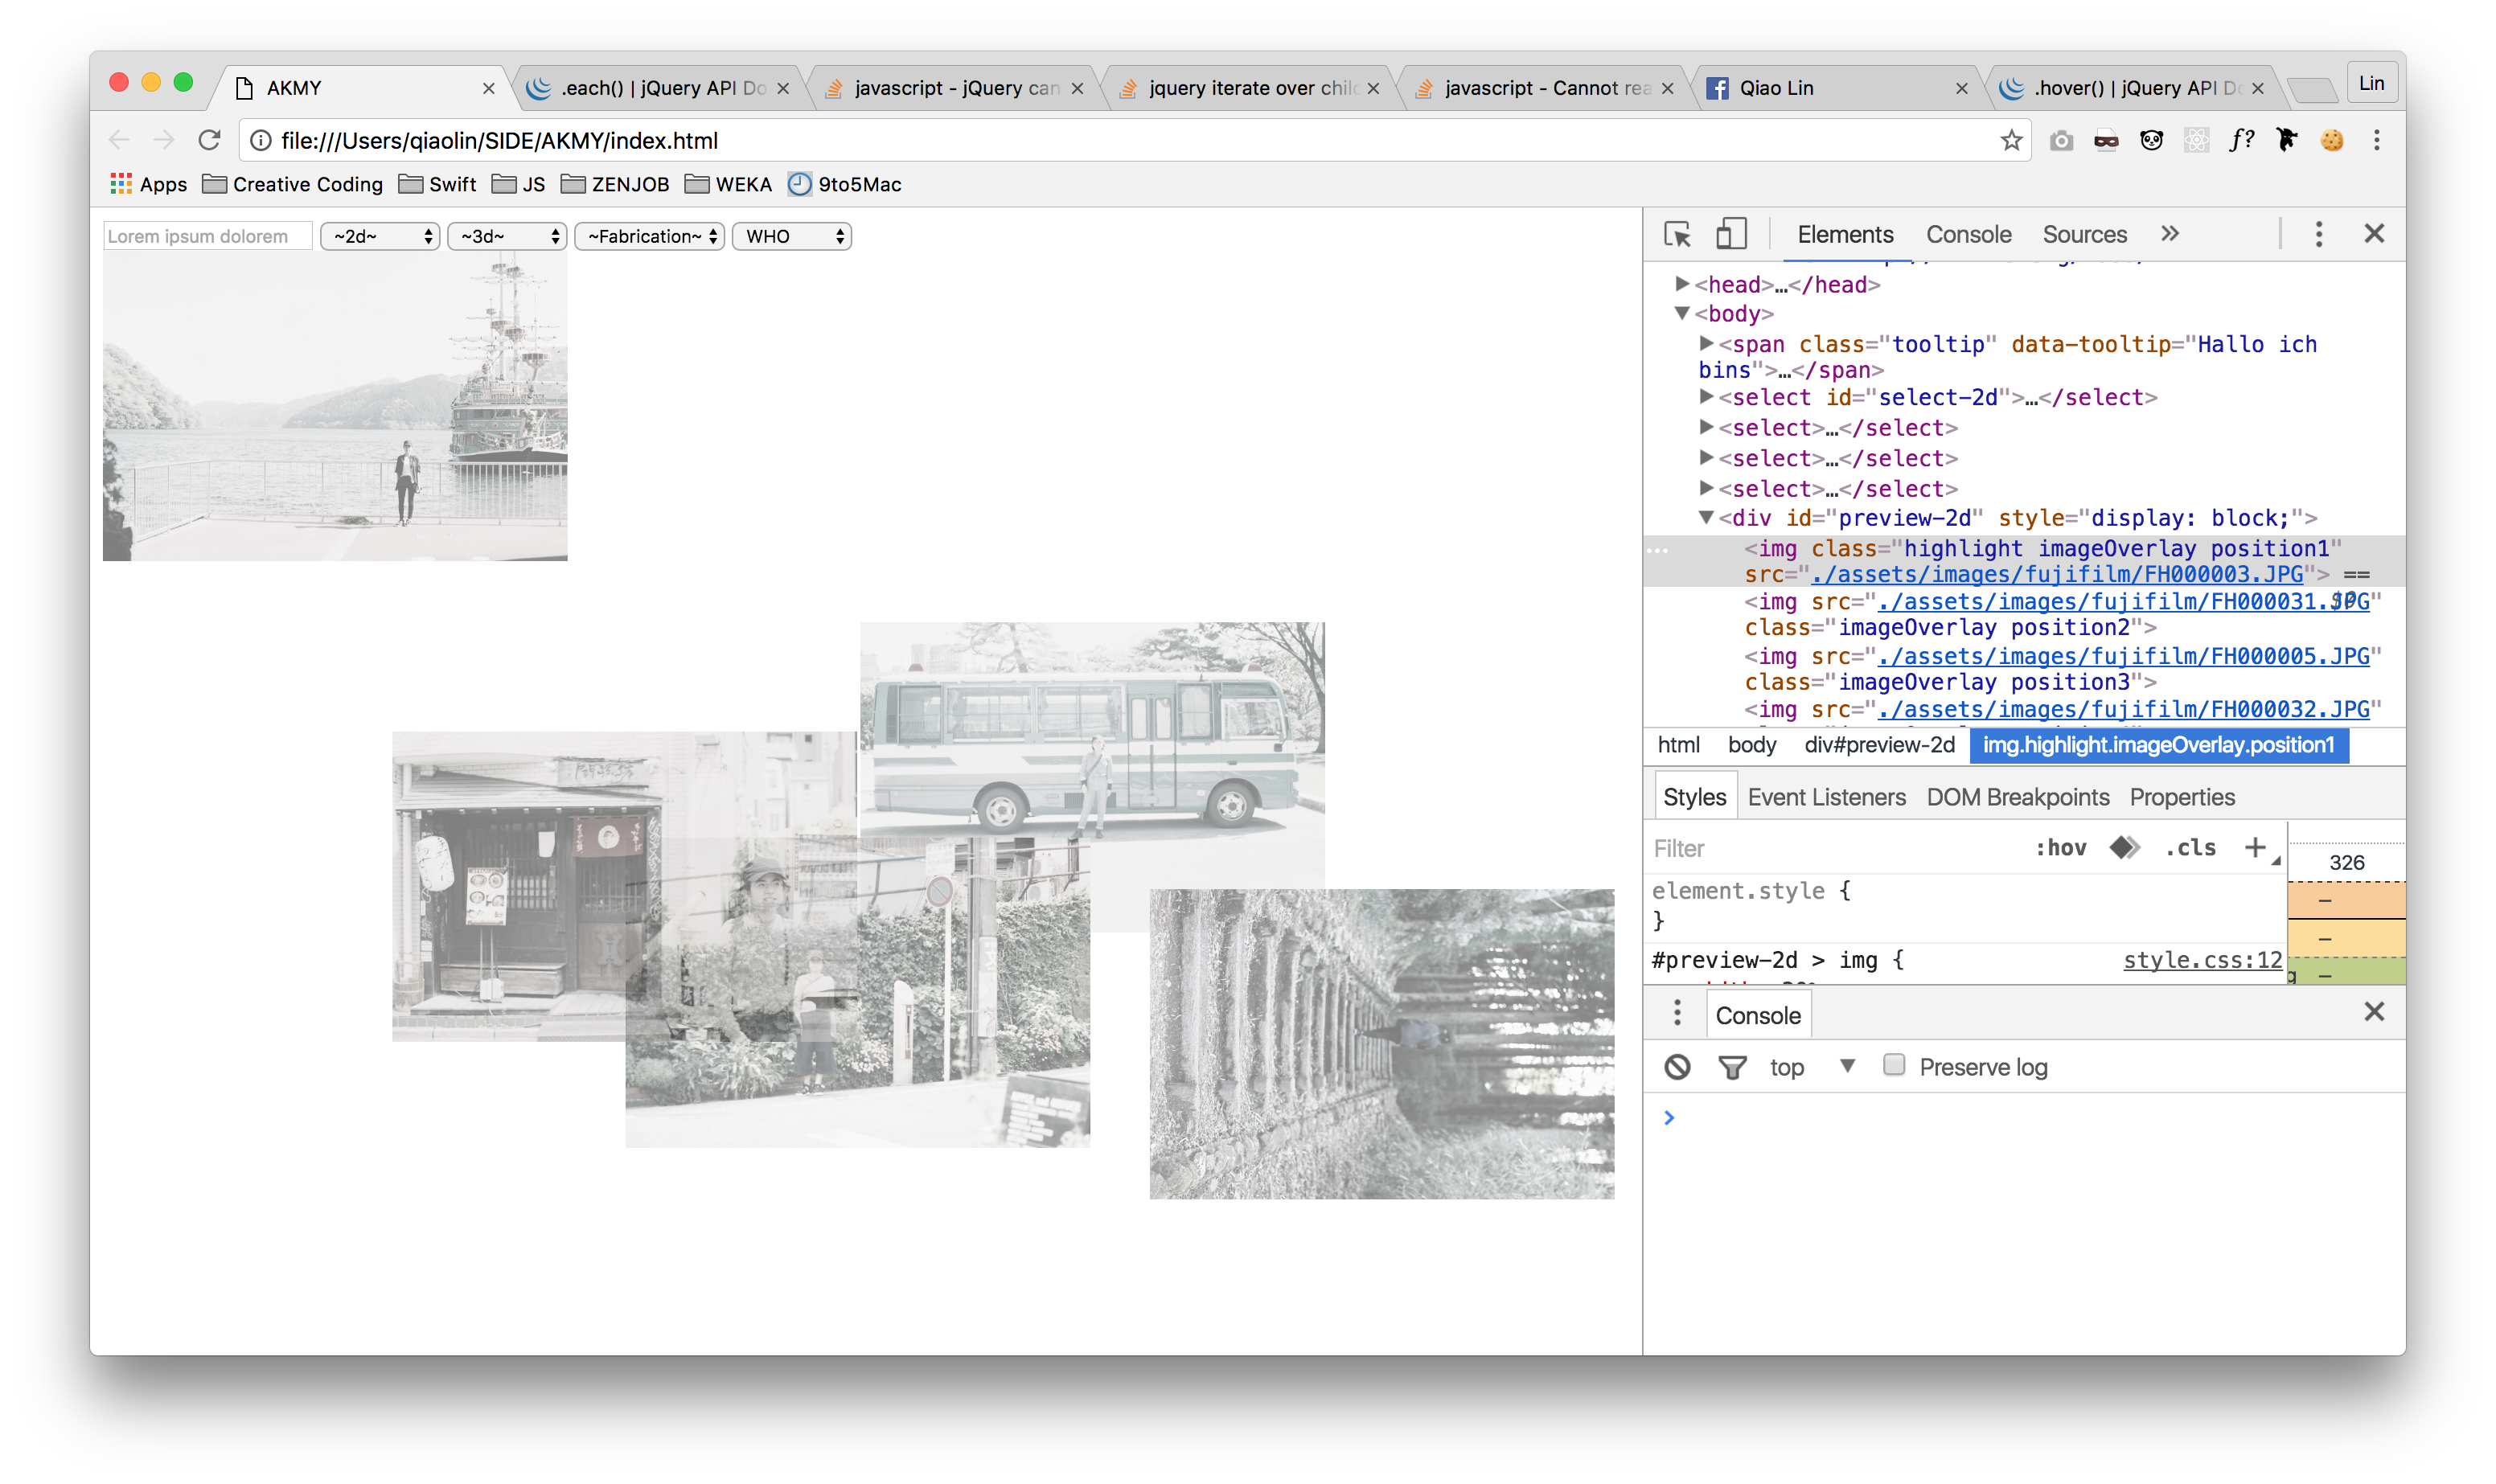 AKMY
.each() | jQuery API Do
javascript - jQuery can
jquery iterate over chil
javascript - Cannot rea
Qiao Lin
.hover() | jQuery API D
Lin
file:///Users/qiaolin/SIDE/AKMY/index.html
f?
Apps Creative Coding Swift JS ZENJOB WEKA 9to5Mac
Lorem ipsum dolorem ~2d~ ~3d~ ~Fabrication~ WHO
Elements Console Sources »
<head>…</head>
<body>
<span class="tooltip" data-tooltip="Hallo ich
bins">…</span>
<select id="select-2d">…</select>
<select>…</select>
<select>…</select>
<select>…</select>
<div id="preview-2d" style="display: block;">
<img class="highlight imageOverlay position1"
src="./assets/images/fujifilm/FH000003.JPG"> ==
<img src="./assets/images/fujifilm/FH000031.JPG"
class="imageOverlay position2">
<img src="./assets/images/fujifilm/FH000005.JPG"
class="imageOverlay position3">
<img src="./assets/images/fujifilm/FH000032.JPG"
html body div#preview-2d img.highlight.imageOverlay.position1
Styles Event Listeners DOM Breakpoints Properties
Filter :hov .cls +
326
element.style {
}
#preview-2d > img { style.css:12
Console
top Preserve log